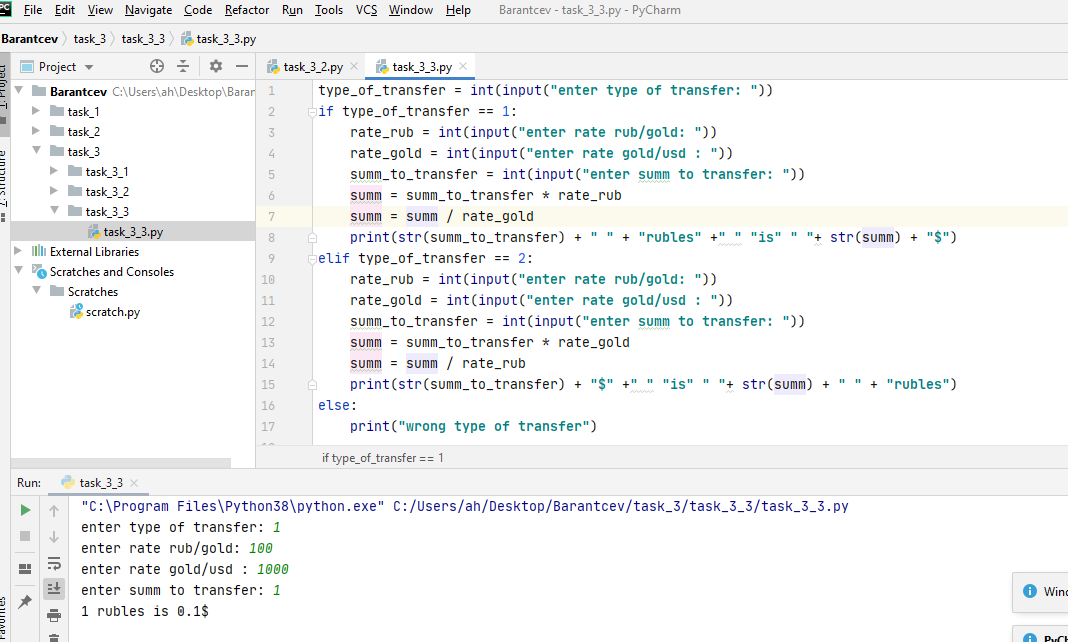 PC File Edit View Navigate Code Refactor Run Tools VCS Window Help Barantcev - task_3_3.py - PyCharm
Barantcev task_3 task_3_3 task_3_3.py
Project
task_3_2.py task_3_3.py
1: Project
Barantcev C:\Users\ah\Desktop\Baran
task_1
task_2
task_3
task_3_1
task_3_2
task_3_3
task_3_3.py
External Libraries
Scratches and Consoles
Scratches
scratch.py
7: Structure
1 type_of_transfer = int(input("enter type of transfer: "))
2 if type_of_transfer == 1:
3 rate_rub = int(input("enter rate rub/gold: "))
4 rate_gold = int(input("enter rate gold/usd : "))
5 summ_to_transfer = int(input("enter summ to transfer: "))
6 summ = summ_to_transfer * rate_rub
7 summ = summ / rate_gold
8 print(str(summ_to_transfer) + " " + "rubles" +" " "is" " "+ str(summ) + "$")
9 elif type_of_transfer == 2:
10 rate_rub = int(input("enter rate rub/gold: "))
11 rate_gold = int(input("enter rate gold/usd : "))
12 summ_to_transfer = int(input("enter summ to transfer: "))
13 summ = summ_to_transfer * rate_gold
14 summ = summ / rate_rub
15 print(str(summ_to_transfer) + "$" +" " "is" " "+ str(summ) + " " + "rubles")
16 else:
17 print("wrong type of transfer")
if type_of_transfer == 1
Run: task_3_3
"C:\Program Files\Python38\python.exe" C:/Users/ah/Desktop/Barantcev/task_3/task_3_3/task_3_3.py
enter type of transfer: 1
enter rate rub/gold: 100
enter rate gold/usd : 1000
enter summ to transfer: 1
1 rubles is 0.1$
Favorites
Wind
PyCh